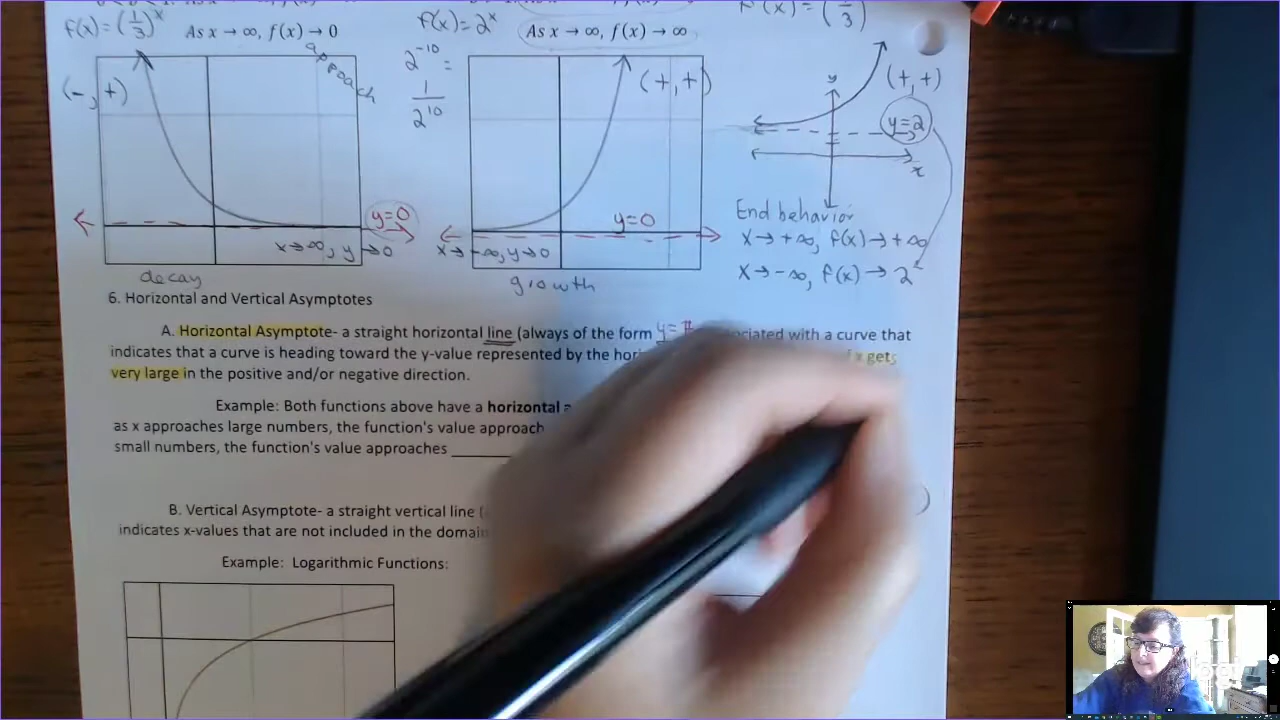 f(x) = (1/3)^x
As x → ∞, f(x) → 0
approach
(-, +)
y=0
x→∞, y→0
decay
f(x) = 2^x
As x → ∞, f(x) → ∞
2^-10 =
1/2^10
(+,+)
y=0
x→ -∞, y→0
growth
y
(+,+)
y=2
x
End behavior
x→+∞, f(x)→+∞
x→-∞, f(x)→2
6. Horizontal and Vertical Asymptotes
A. Horizontal Asymptote- a straight horizontal line (always of the form y= # with a curve that
indicates that a curve is heading toward the y-value represented by the x gets
very large in the positive and/or negative direction.
Example: Both functions above have a horizontal
as x approaches large numbers, the function's value
small numbers, the function's value approaches
B. Vertical Asymptote- a straight vertical line
indicates x-values that are not included in the
Example: Logarithmic Functions: